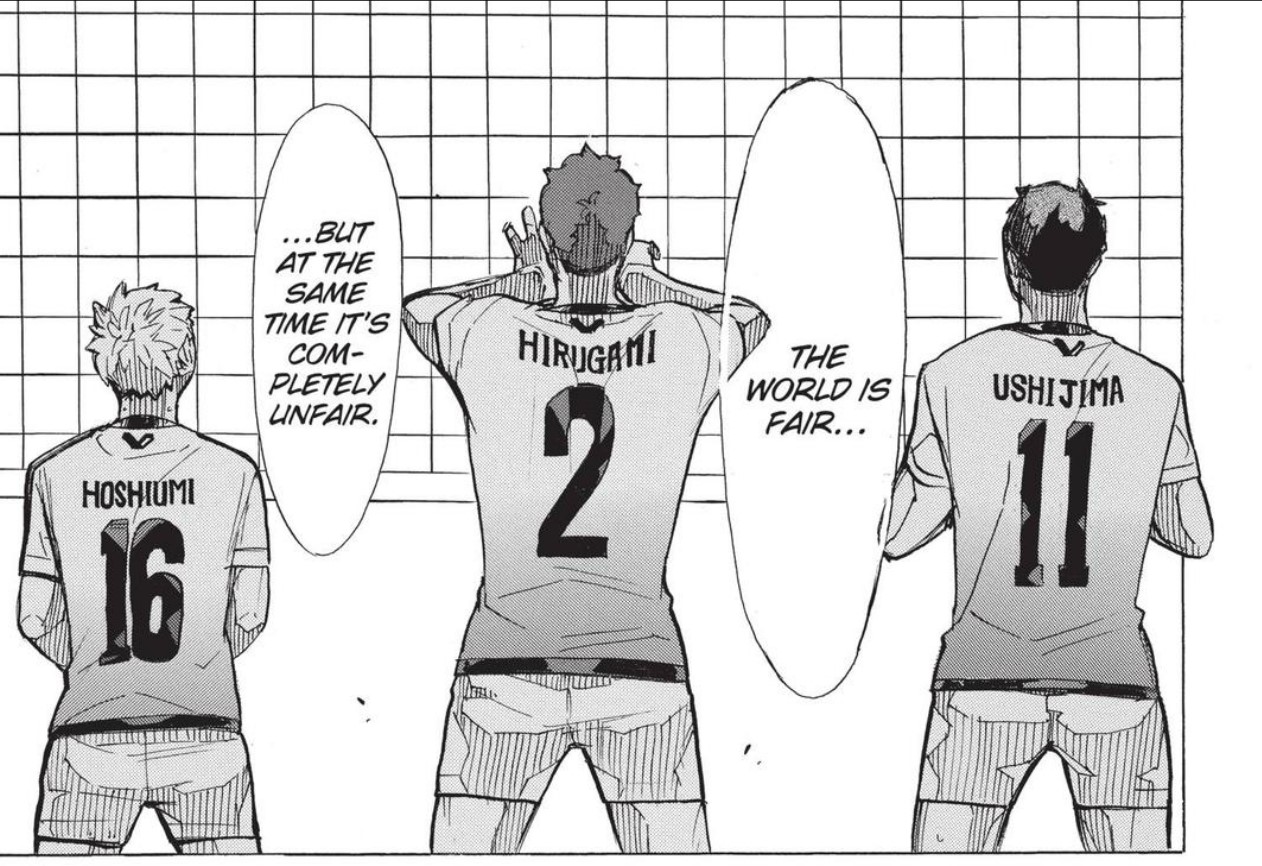 THE
WORLD IS
FAIR...
...BUT
AT THE
SAME
TIME IT'S
COM-
PLETELY
UNFAIR.
USHIJIMA
11
HIRUGAMI
2
HOSHIUMI
16